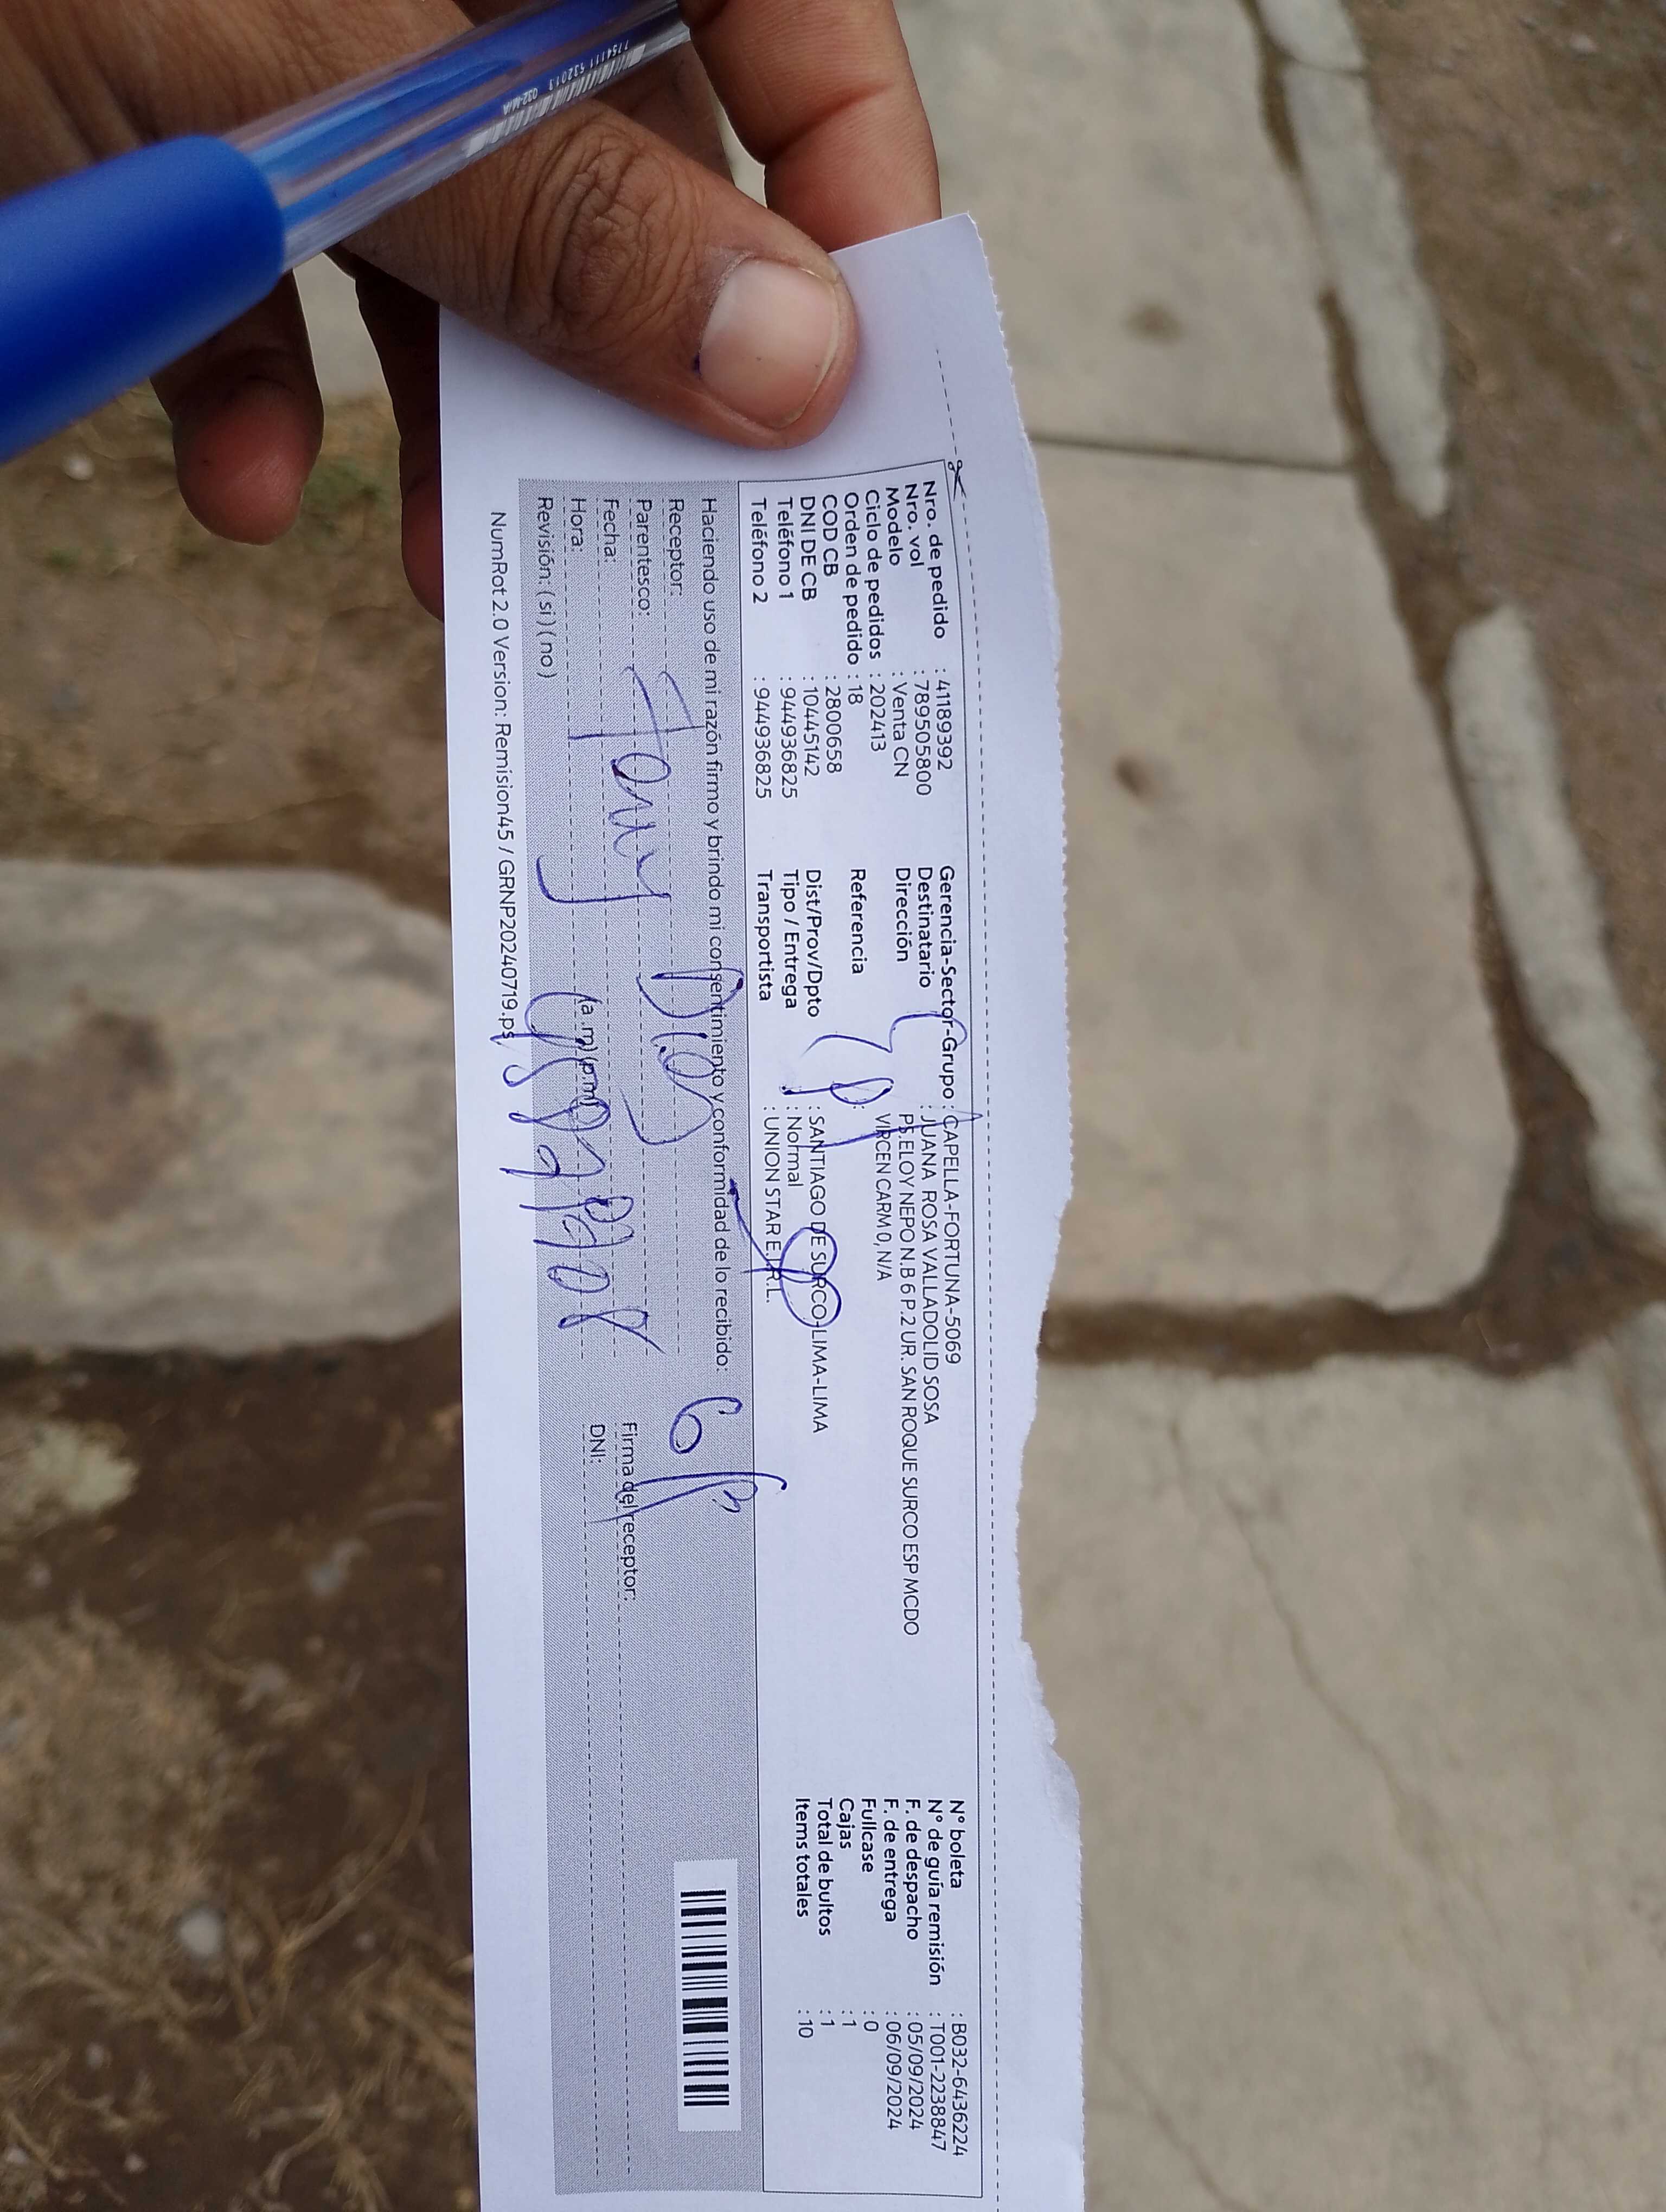 7754111 532013 032-M/A
Nro. de pedido : 41189392
Nro. vol : 789505800
Modelo : Venta CN
Ciclo de pedidos : 202413
Orden de pedido : 18
COD CB : 2800658
DNI DE CB : 10445142
Teléfono 1 : 944936825
Teléfono 2 : 944936825
Gerencia-Sector-Grupo : CAPELLA-FORTUNA-5069
Destinatario : JUANA ROSA VALLADOLID SOSA
Dirección : PS.ELOY NEPO N.B 6 P.2 UR. SAN ROQUE SURCO ESP MCDO
VIRCEN CARM 0, N/A
Referencia :
Dist/Prov/Dpto : SANTIAGO DE SURCO-LIMA-LIMA
Tipo / Entrega : Normal
Transportista : UNION STAR E.I.R.L.
N° boleta : B032-6436224
N° de guía remisión : T001-2238847
F. de despacho : 05/09/2024
F. de entrega : 06/09/2024
Fullcase : 0
Cajas : 1
Total de bultos : 1
Items totales : 10
Haciendo uso de mi razón firmo y brindo mi consentimiento y conformidad de lo recibido:
Receptor:
Parentesco:
Fecha:
Hora: (a.m) (p.m)
Revisión: ( si ) ( no )
Firma del receptor:
DNI:
NumRot 2.0 Version: Remision45 / GRNP20240719.ps